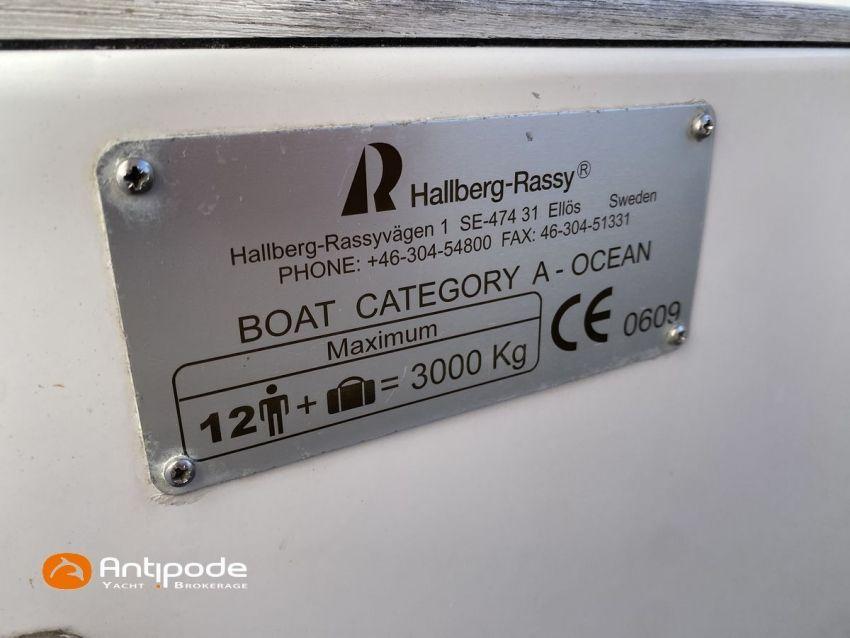 Hallberg-Rassy®
Hallberg-Rassyvägen 1 SE-474 31 Ellös Sweden
PHONE: +46-304-54800 FAX: 46-304-51331
BOAT CATEGORY A - OCEAN
Maximum
12 + = 3000 Kg
CE 0609
Antipode
YACHT BROKERAGE